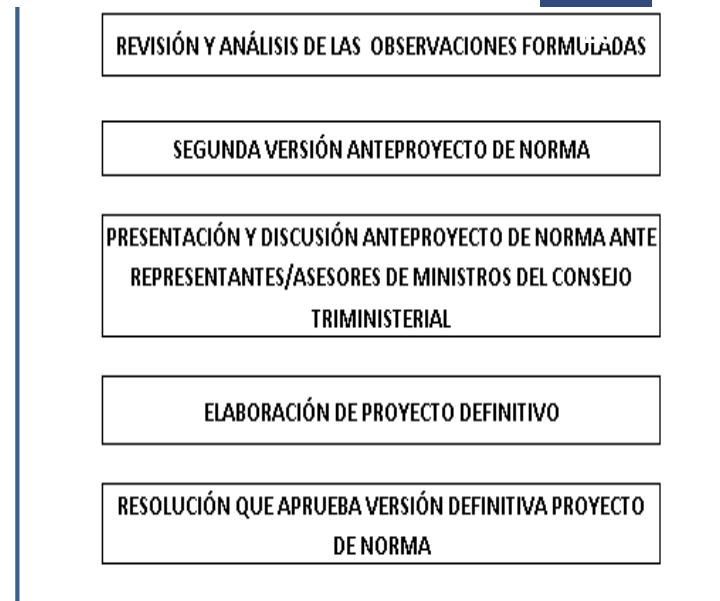 REVISIÓN Y ANÁLISIS DE LAS OBSERVACIONES FORMULADAS
SEGUNDA VERSIÓN ANTEPROYECTO DE NORMA
PRESENTACIÓN Y DISCUSIÓN ANTEPROYECTO DE NORMA ANTE
REPRESENTANTES/ASESORES DE MINISTROS DEL CONSEJO
TRIMINISTERIAL
ELABORACIÓN DE PROYECTO DEFINITIVO
RESOLUCIÓN QUE APRUEBA VERSIÓN DEFINITIVA PROYECTO
DE NORMA